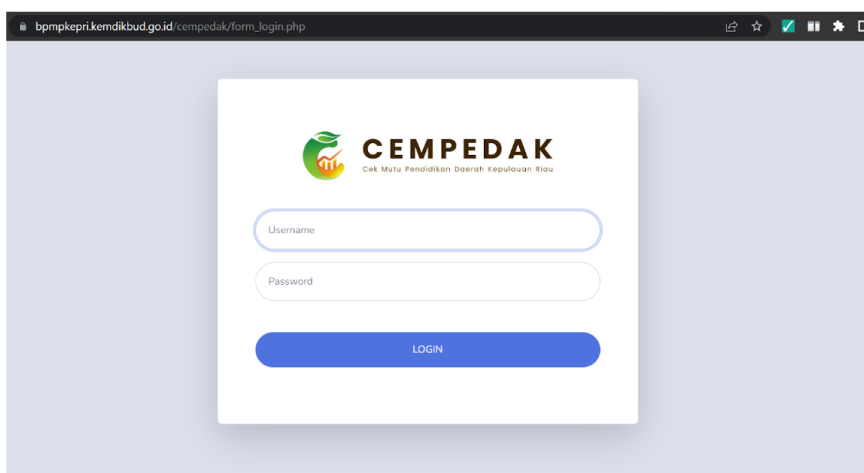 bpmpkepri.kemdikbud.go.id/cempedak/form_login.php
CEMPEDAK
Cek Mutu Pendidikan Daerah Kepulauan Riau
Username
Password
LOGIN